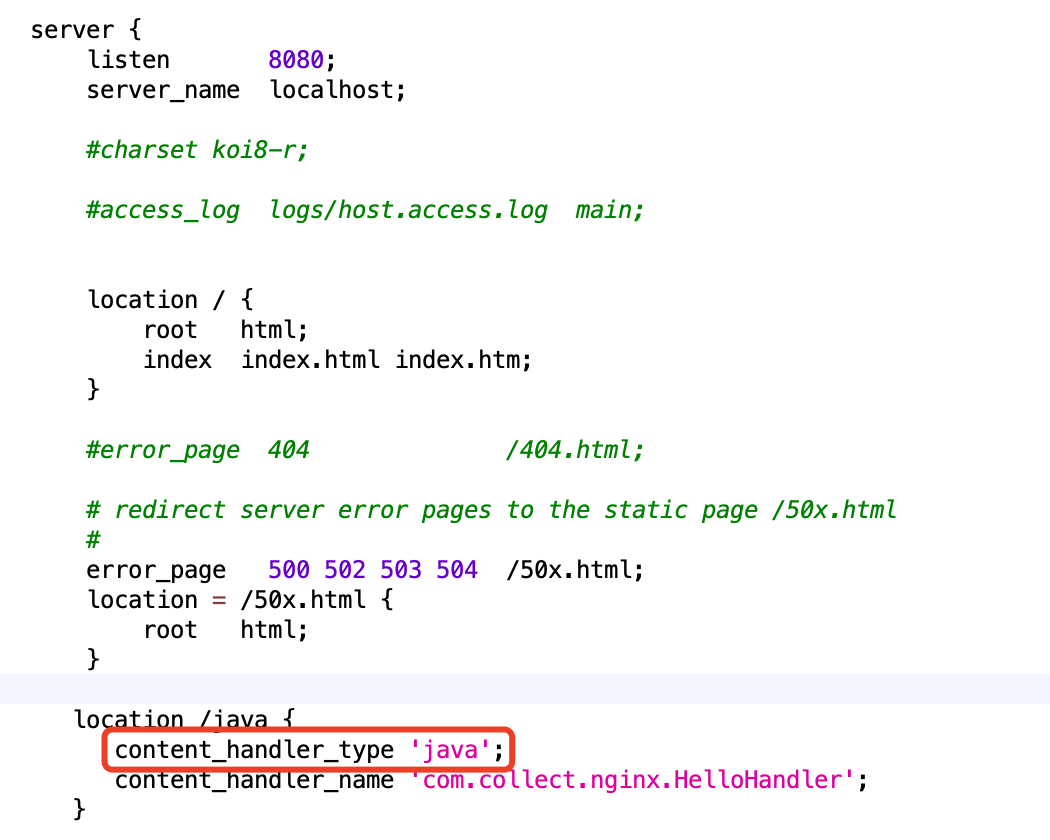 server {
listen 8080;
server_name localhost;
#charset koi8-r;
#access_log logs/host.access.log main;
location / {
root html;
index index.html index.htm;
}
#error_page 404 /404.html;
# redirect server error pages to the static page /50x.html
#
error_page 500 502 503 504 /50x.html;
location = /50x.html {
root html;
}
location /java {
content_handler_type 'java';
content_handler_name 'com.collect.nginx.HelloHandler';
}